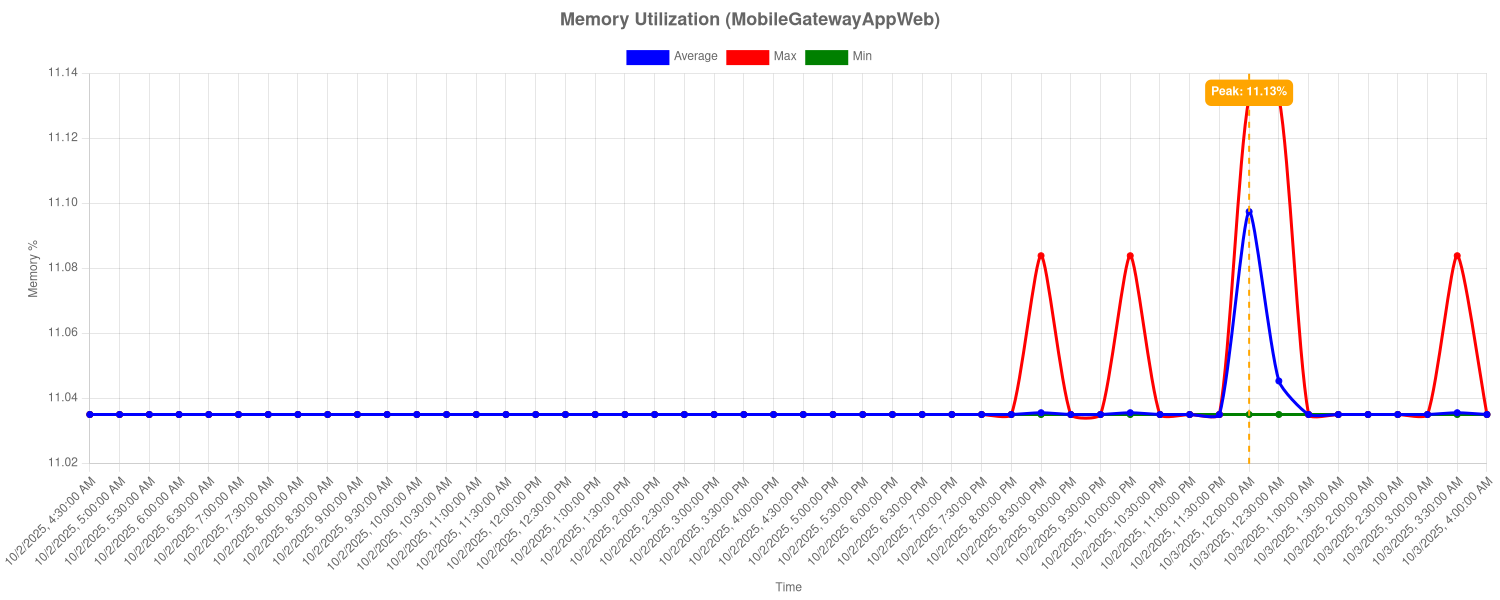 Memory Utilization (MobileGatewayAppWeb)
Average Max Min
Peak: 11.13%
11.14
11.12
11.10
11.08
11.06
11.04
11.02
Memory %
10/2/2025, 4:30:00 AM
10/2/2025, 5:00:00 AM
10/2/2025, 5:30:00 AM
10/2/2025, 6:00:00 AM
10/2/2025, 6:30:00 AM
10/2/2025, 7:00:00 AM
10/2/2025, 7:30:00 AM
10/2/2025, 8:00:00 AM
10/2/2025, 8:30:00 AM
10/2/2025, 9:00:00 AM
10/2/2025, 9:30:00 AM
10/2/2025, 10:00:00 AM
10/2/2025, 10:30:00 AM
10/2/2025, 11:00:00 AM
10/2/2025, 11:30:00 AM
10/2/2025, 12:00:00 PM
10/2/2025, 12:30:00 PM
10/2/2025, 1:00:00 PM
10/2/2025, 1:30:00 PM
10/2/2025, 2:00:00 PM
10/2/2025, 2:30:00 PM
10/2/2025, 3:00:00 PM
10/2/2025, 3:30:00 PM
10/2/2025, 4:00:00 PM
10/2/2025, 4:30:00 PM
10/2/2025, 5:00:00 PM
10/2/2025, 5:30:00 PM
10/2/2025, 6:00:00 PM
10/2/2025, 6:30:00 PM
10/2/2025, 7:00:00 PM
10/2/2025, 7:30:00 PM
10/2/2025, 8:00:00 PM
10/2/2025, 8:30:00 PM
10/2/2025, 9:00:00 PM
10/2/2025, 9:30:00 PM
10/2/2025, 10:00:00 PM
10/2/2025, 10:30:00 PM
10/2/2025, 11:00:00 PM
10/2/2025, 11:30:00 PM
10/3/2025, 12:00:00 AM
10/3/2025, 12:30:00 AM
10/3/2025, 1:00:00 AM
10/3/2025, 1:30:00 AM
10/3/2025, 2:00:00 AM
10/3/2025, 2:30:00 AM
10/3/2025, 3:00:00 AM
10/3/2025, 3:30:00 AM
10/3/2025, 4:00:00 AM
Time